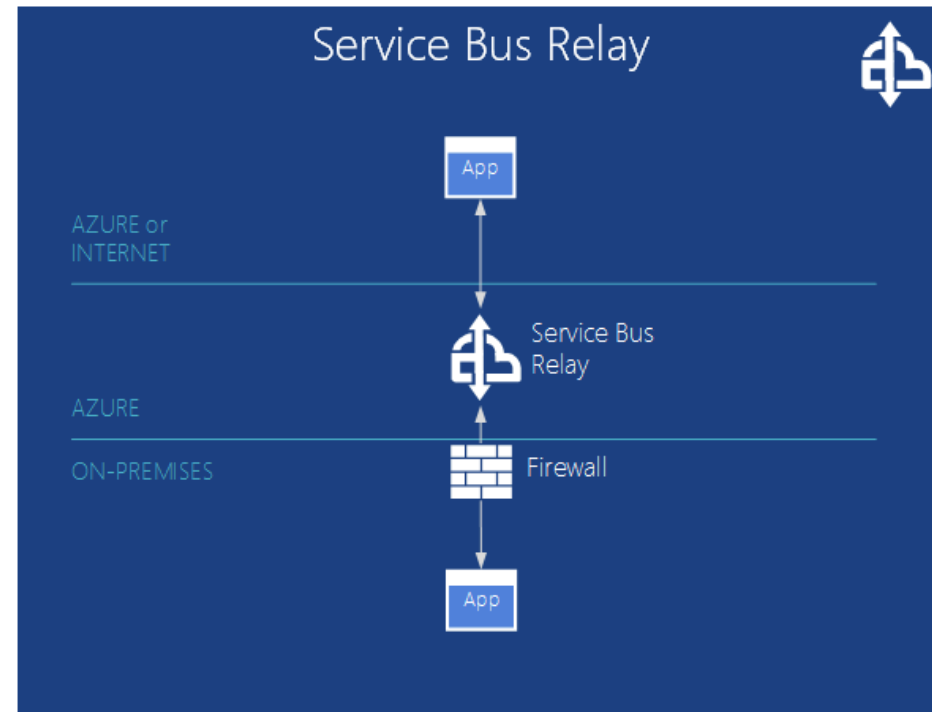 Service Bus Relay
App
AZURE or
INTERNET
Service Bus
Relay
AZURE
ON-PREMISES
Firewall
App